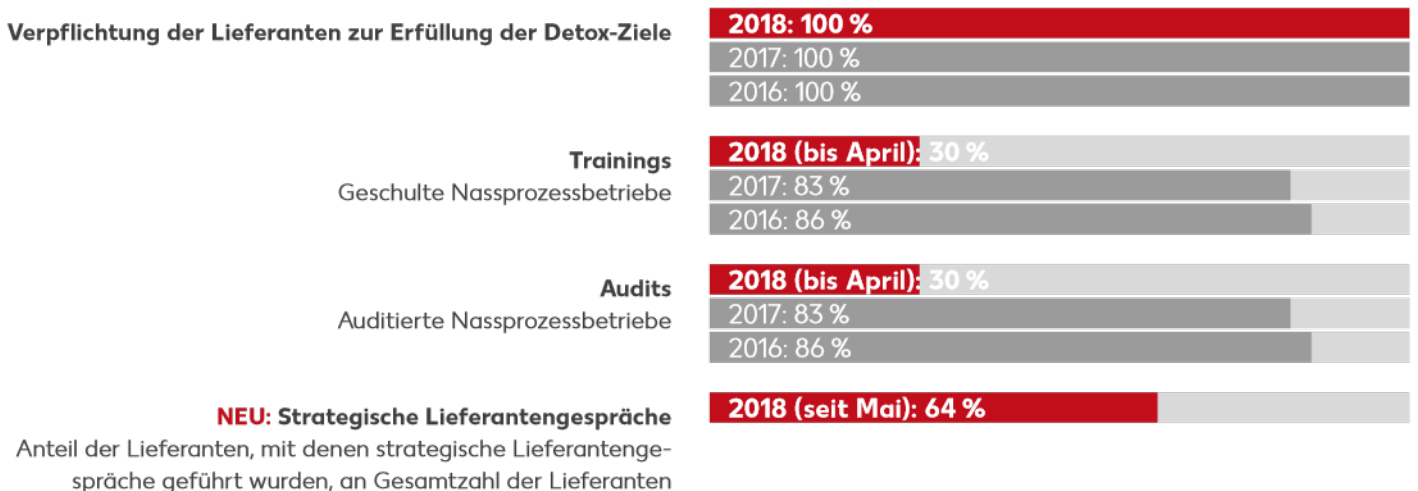 Verpflichtung der Lieferanten zur Erfüllung der Detox-Ziele
2018: 100 %
2017: 100 %
2016: 100 %
Trainings
Geschulte Nassprozessbetriebe
2018 (bis April): 30 %
2017: 83 %
2016: 86 %
Audits
Auditierte Nassprozessbetriebe
2018 (bis April): 30 %
2017: 83 %
2016: 86 %
NEU: Strategische Lieferantengespräche
Anteil der Lieferanten, mit denen strategische Lieferantenge-
spräche geführt wurden, an Gesamtzahl der Lieferanten
2018 (seit Mai): 64 %